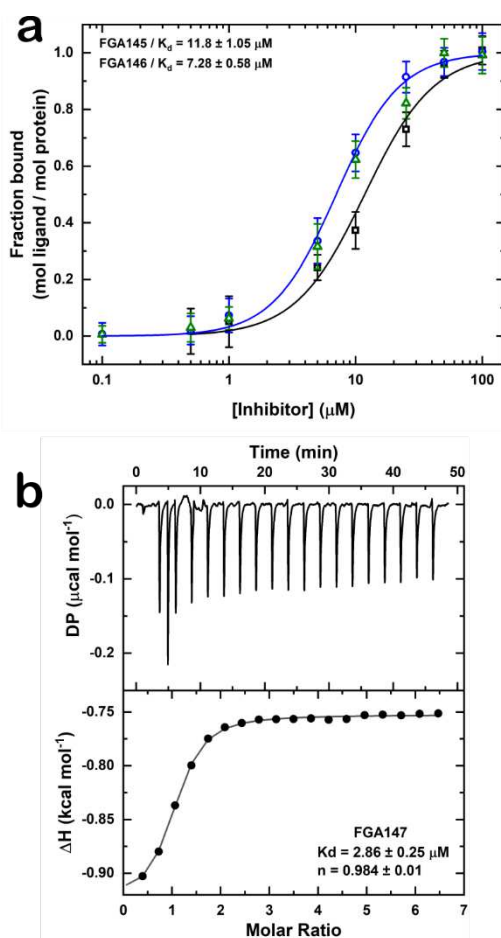 a
FGA145 / Kd = 11.8 ± 1.05 μM
FGA146 / Kd = 7.28 ± 0.58 μM
1.0
0.8
0.6
0.4
0.2
0.0
Fraction bound
(mol ligand / mol protein)
0.1 1 10 100
[Inhibitor] (μM)
b
Time (min)
0 10 20 30 40 50
0.0
-0.1
-0.2
DP (μcal mol⁻¹)
-0.75
-0.80
-0.85
-0.90
ΔH (kcal mol⁻¹)
FGA147
Kd = 2.86 ± 0.25 μM
n = 0.984 ± 0.01
0 1 2 3 4 5 6 7
Molar Ratio